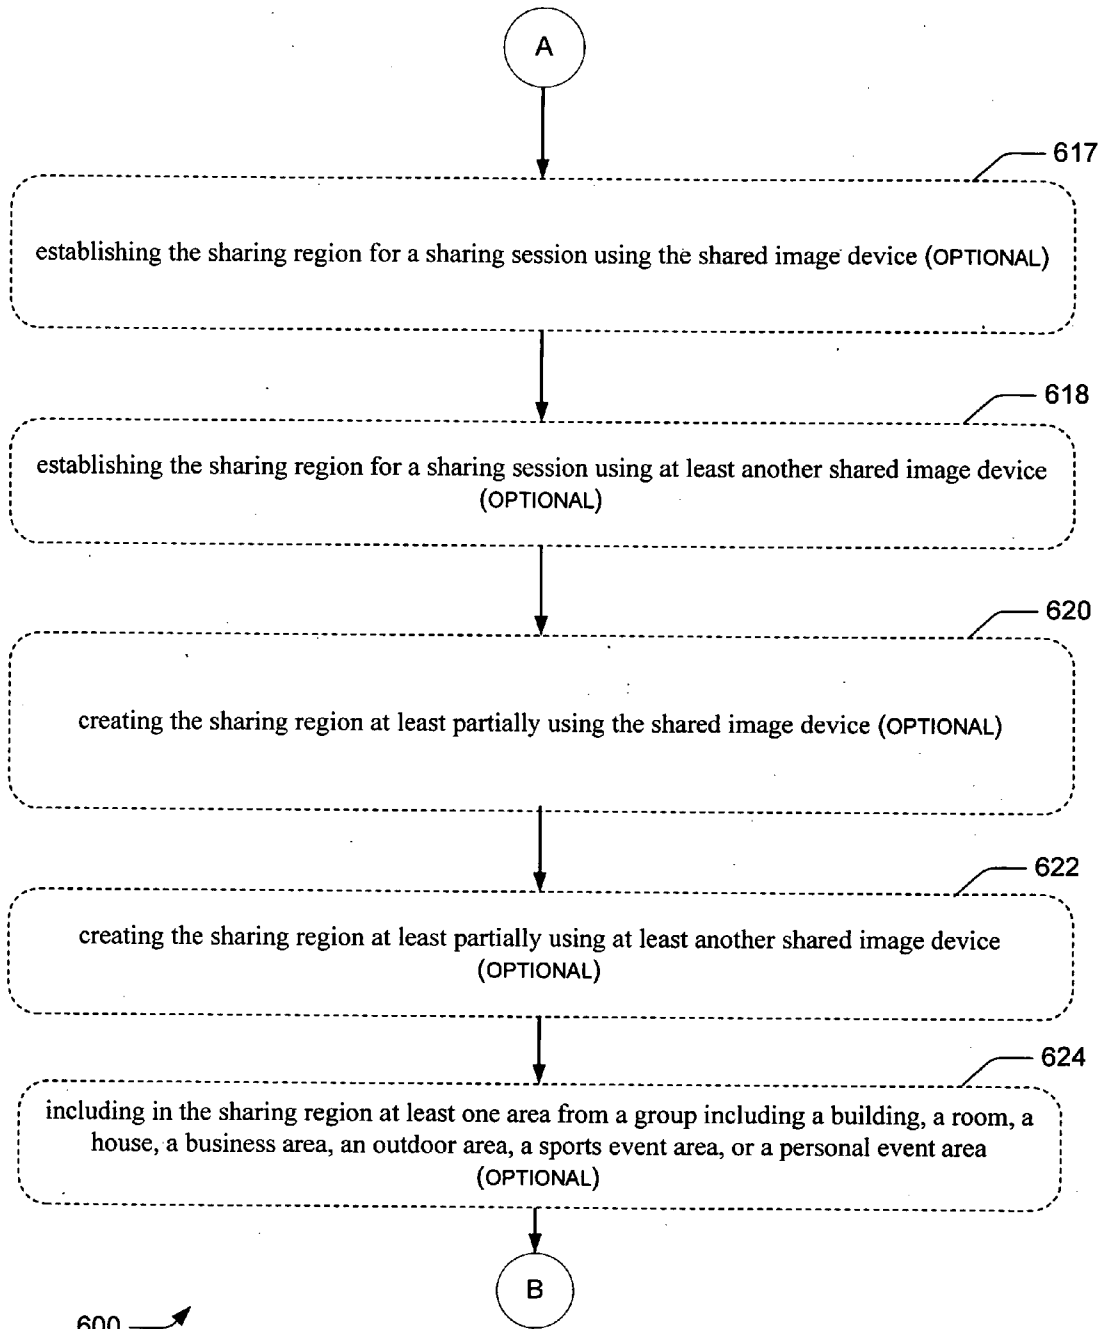 A
617
establishing the sharing region for a sharing session using the shared image device (OPTIONAL)
618
establishing the sharing region for a sharing session using at least another shared image device
(OPTIONAL)
620
creating the sharing region at least partially using the shared image device (OPTIONAL)
622
creating the sharing region at least partially using at least another shared image device
(OPTIONAL)
624
including in the sharing region at least one area from a group including a building, a room, a
house, a business area, an outdoor area, a sports event area, or a personal event area
(OPTIONAL)
B
600